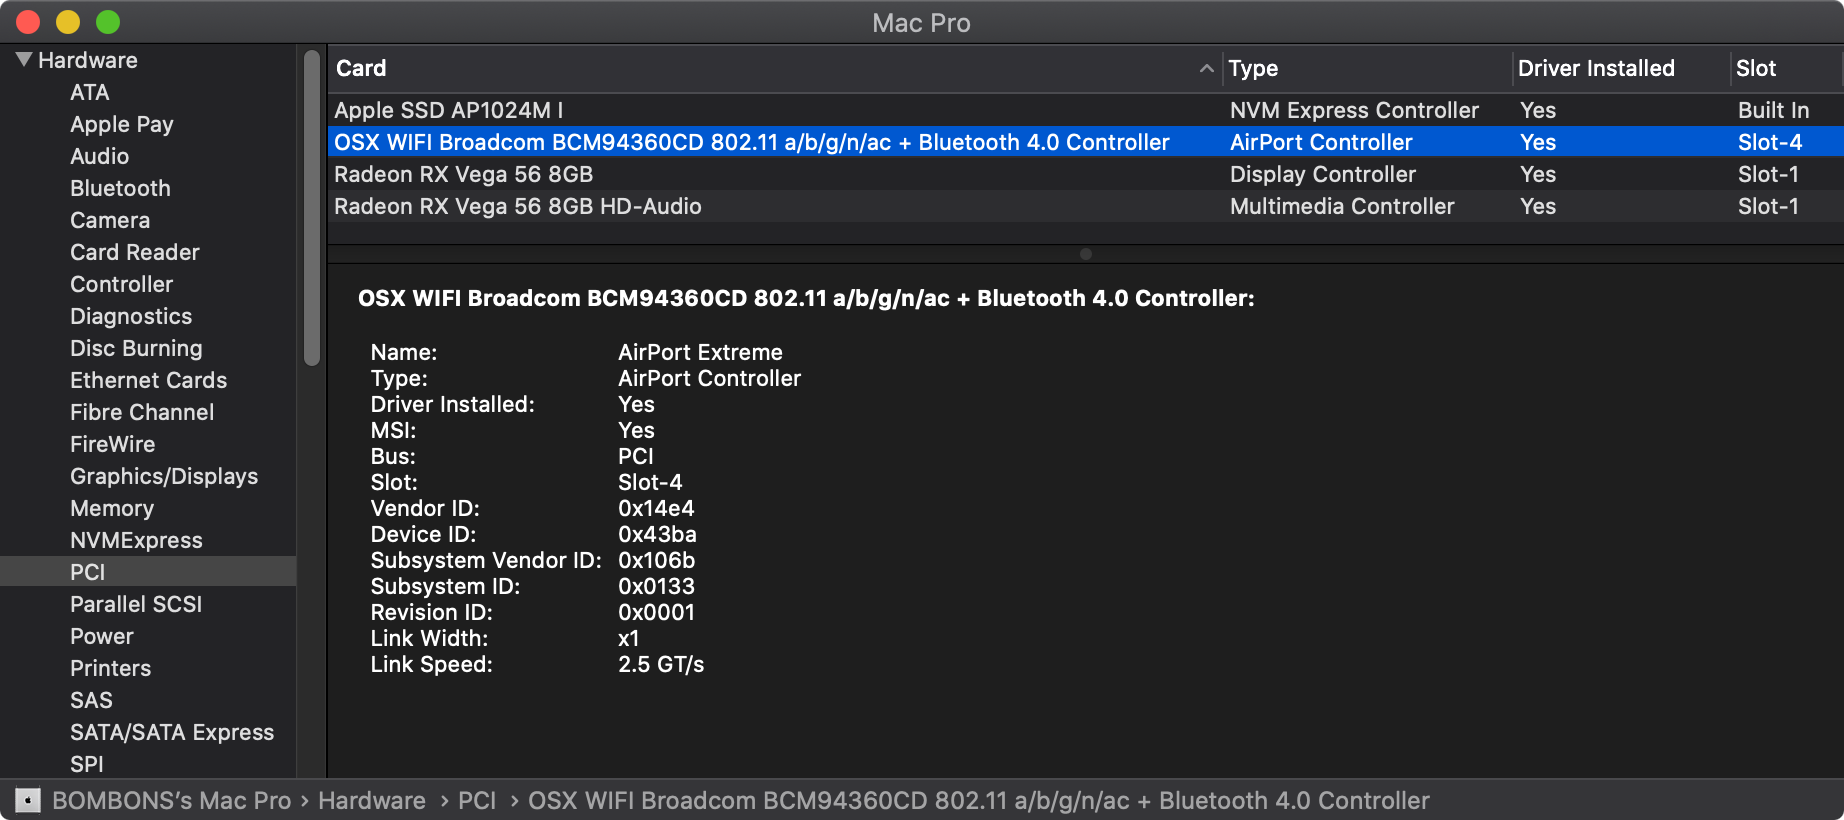 Mac Pro
Hardware
ATA
Apple Pay
Audio
Bluetooth
Camera
Card Reader
Controller
Diagnostics
Disc Burning
Ethernet Cards
Fibre Channel
FireWire
Graphics/Displays
Memory
NVMExpress
PCI
Parallel SCSI
Power
Printers
SAS
SATA/SATA Express
SPI
Card Type Driver Installed Slot
Apple SSD AP1024M I NVM Express Controller Yes Built In
OSX WIFI Broadcom BCM94360CD 802.11 a/b/g/n/ac + Bluetooth 4.0 Controller AirPort Controller Yes Slot-4
Radeon RX Vega 56 8GB Display Controller Yes Slot-1
Radeon RX Vega 56 8GB HD-Audio Multimedia Controller Yes Slot-1
OSX WIFI Broadcom BCM94360CD 802.11 a/b/g/n/ac + Bluetooth 4.0 Controller:
Name: AirPort Extreme
Type: AirPort Controller
Driver Installed: Yes
MSI: Yes
Bus: PCI
Slot: Slot-4
Vendor ID: 0x14e4
Device ID: 0x43ba
Subsystem Vendor ID: 0x106b
Subsystem ID: 0x0133
Revision ID: 0x0001
Link Width: x1
Link Speed: 2.5 GT/s
BOMBONS’s Mac Pro › Hardware › PCI › OSX WIFI Broadcom BCM94360CD 802.11 a/b/g/n/ac + Bluetooth 4.0 Controller